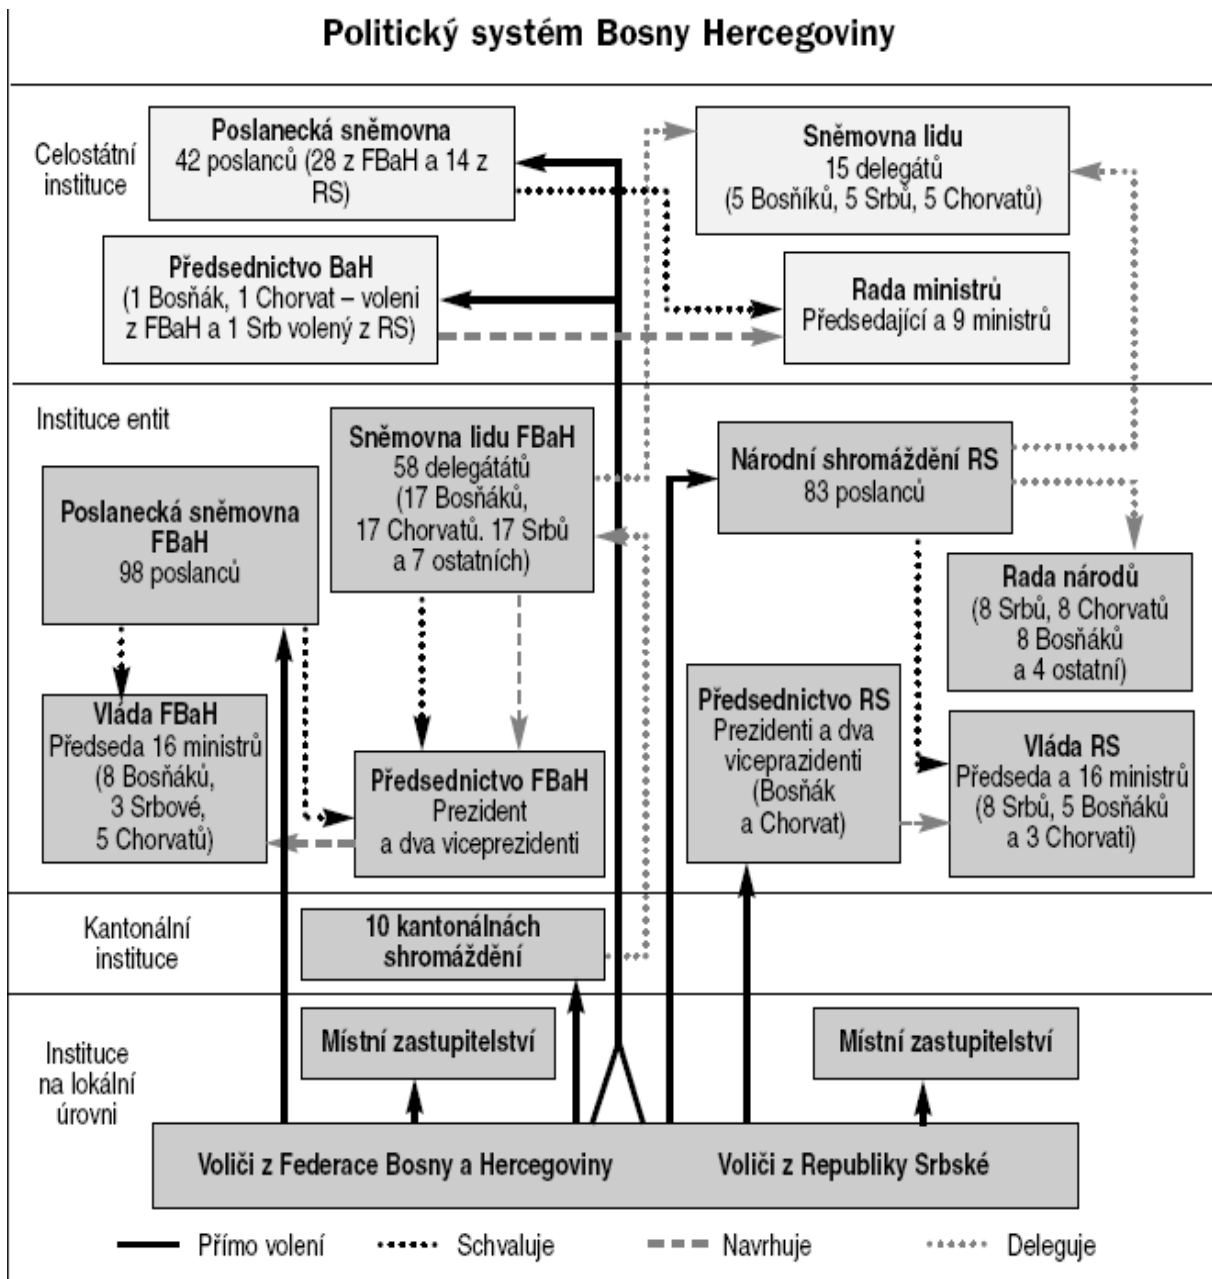 Politický systém Bosny Hercegoviny
Celostátní
instituce
Poslanecká sněmovna
42 poslanců (28 z FBaH a 14 z
RS)
Sněmovna lidu
15 delegátů
(5 Bosňíků, 5 Srbů, 5 Chorvatů)
Předsednictvo BaH
(1 Bosňák, 1 Chorvat – voleni
z FBaH a 1 Srb volený z RS)
Rada ministrů
Předsedající a 9 ministrů
Instituce entit
Poslanecká sněmovna
FBaH
98 poslanců
Sněmovna lidu FBaH
58 delegátátů
(17 Bosňáků,
17 Chorvatů. 17 Srbů
a 7 ostatních)
Národní shromáždění RS
83 poslanců
Rada národů
(8 Srbů, 8 Chorvatů
8 Bosňáků
a 4 ostatní)
Vláda FBaH
Předseda 16 ministrů
(8 Bosňáků,
3 Srbové,
5 Chorvatů)
Předsednictvo FBaH
Prezident
a dva viceprezidenti
Předsednictvo RS
Prezidenti a dva
viceprazidenti
(Bosňák
a Chorvat)
Vláda RS
Předseda a 16 ministrů
(8 Srbů, 5 Bosňáků
a 3 Chorvati)
Kantonální
instituce
10 kantonálnách
shromáždění
Instituce
na lokální
úrovni
Místní zastupitelství
Místní zastupitelství
Voliči z Federace Bosny a Hercegoviny
Voliči z Republiky Srbské
Přímo volení
Schvaluje
Navrhuje
Deleguje